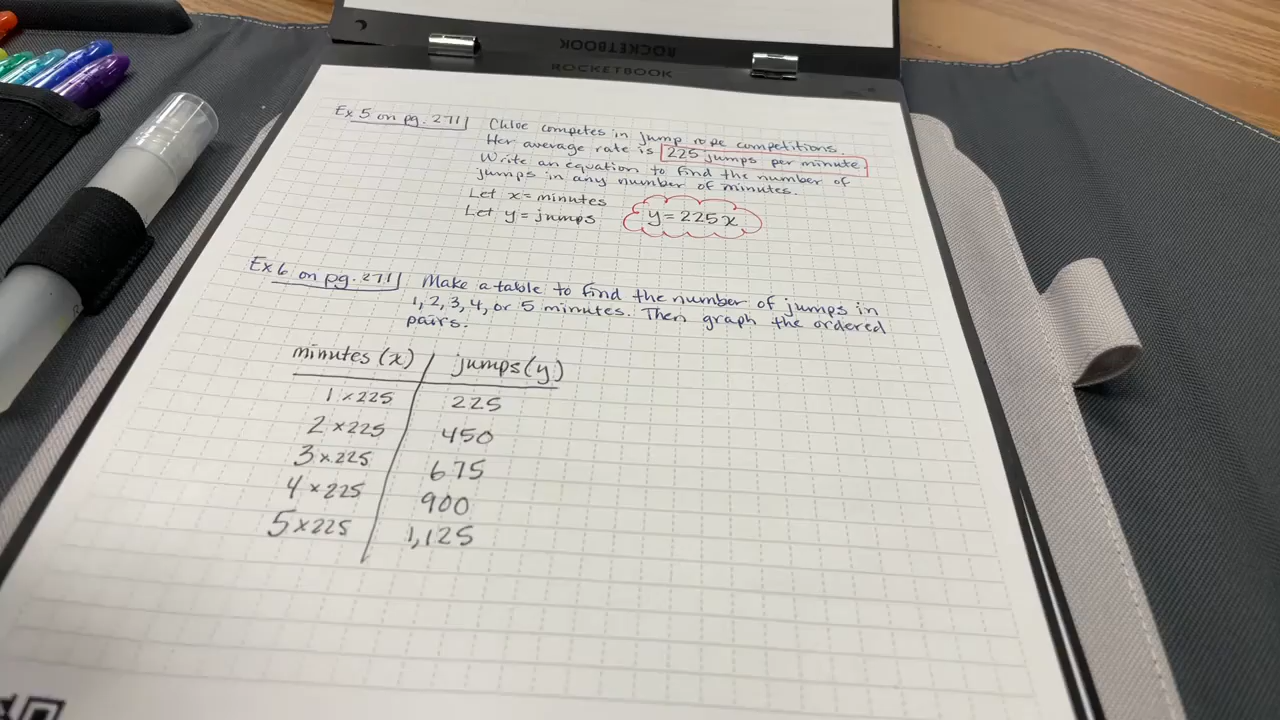 ROCKETBOOK
ROCKETBOOK
Ex 5 on pg. 271
Chloe competes in jump rope competitions.
Her average rate is 225 jumps per minute.
Write an equation to find the number of
jumps in any number of minutes.
Let x = minutes
Let y = jumps
y = 225x
Ex 6 on pg. 271
Make a table to find the number of jumps in
1, 2, 3, 4, or 5 minutes. Then graph the ordered
pairs.
minutes (x) jumps (y)
1 × 225 225
2 × 225 450
3 × 225 675
4 × 225 900
5 × 225 1,125